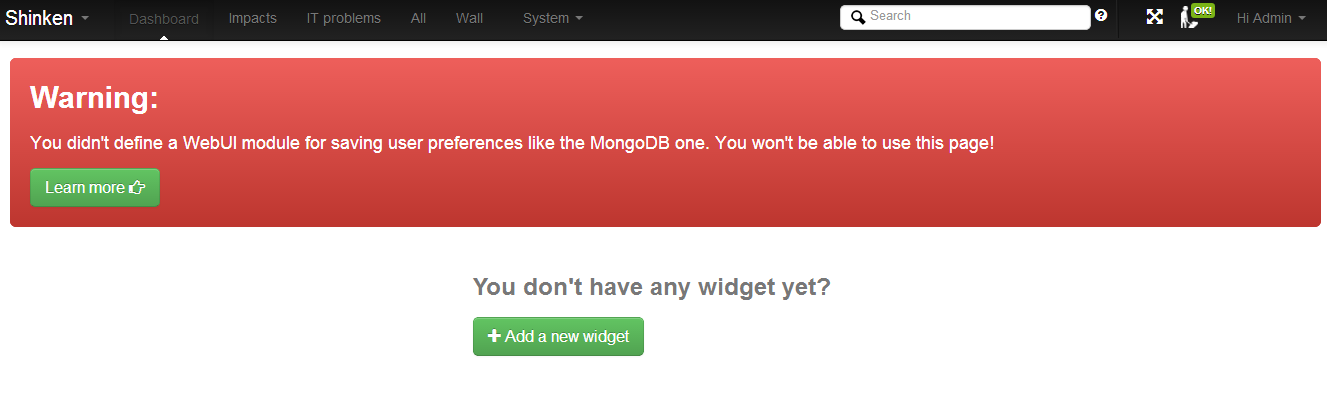 Shinken Dashboard Impacts IT problems All Wall System Search OK! Hi Admin
Warning:
You didn't define a WebUI module for saving user preferences like the MongoDB one. You won't be able to use this page!
Learn more
You don't have any widget yet?
+ Add a new widget